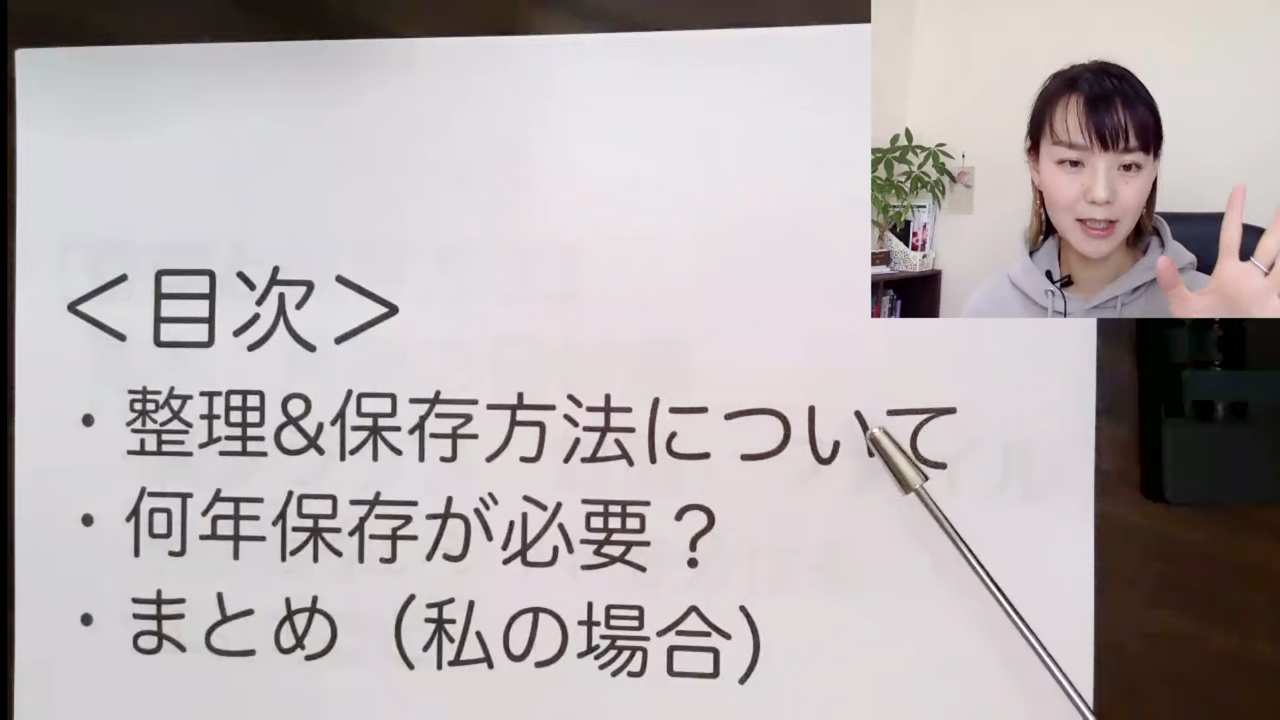 ＜目次＞
・整理&保存方法について
・何年保存が必要？
・まとめ（私の場合）